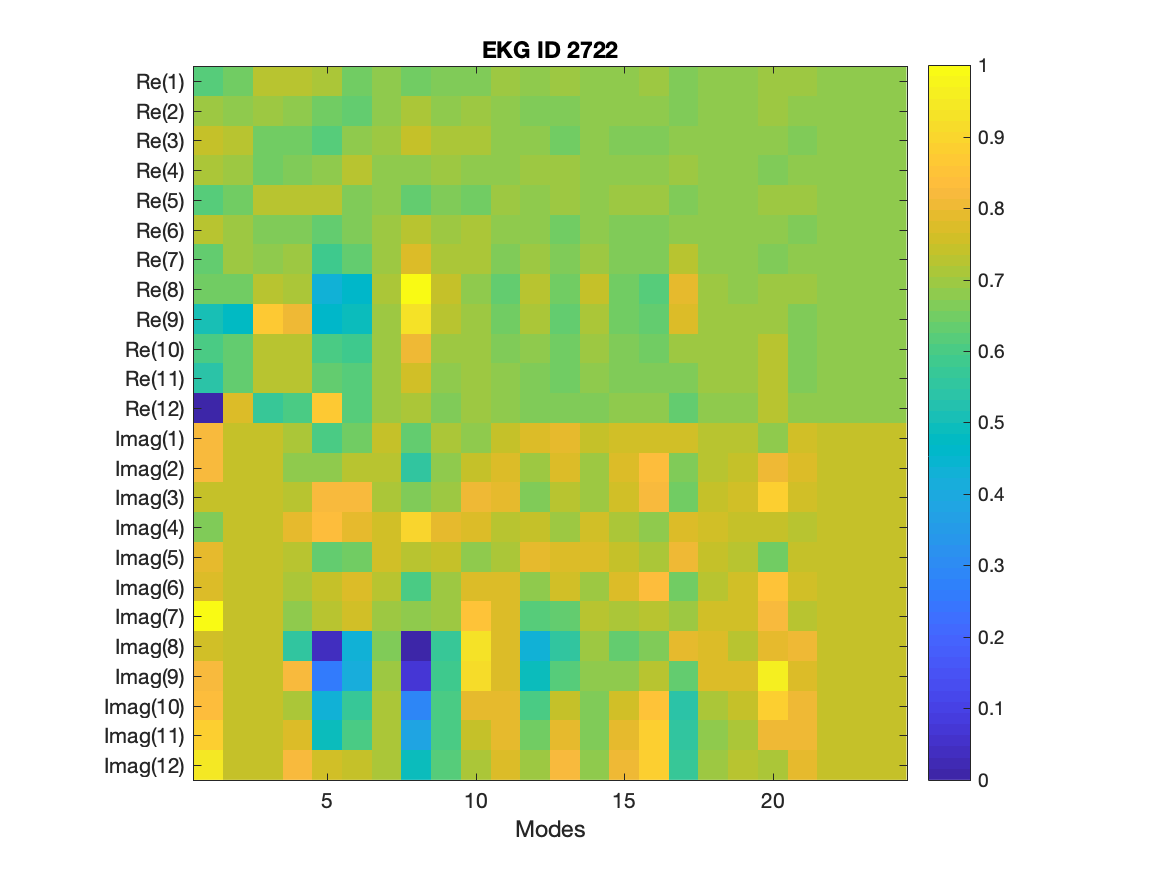 EKG ID 2722
Re(1)
Re(2)
Re(3)
Re(4)
Re(5)
Re(6)
Re(7)
Re(8)
Re(9)
Re(10)
Re(11)
Re(12)
Imag(1)
Imag(2)
Imag(3)
Imag(4)
Imag(5)
Imag(6)
Imag(7)
Imag(8)
Imag(9)
Imag(10)
Imag(11)
Imag(12)
5 10 15 20
Modes
1
0.9
0.8
0.7
0.6
0.5
0.4
0.3
0.2
0.1
0